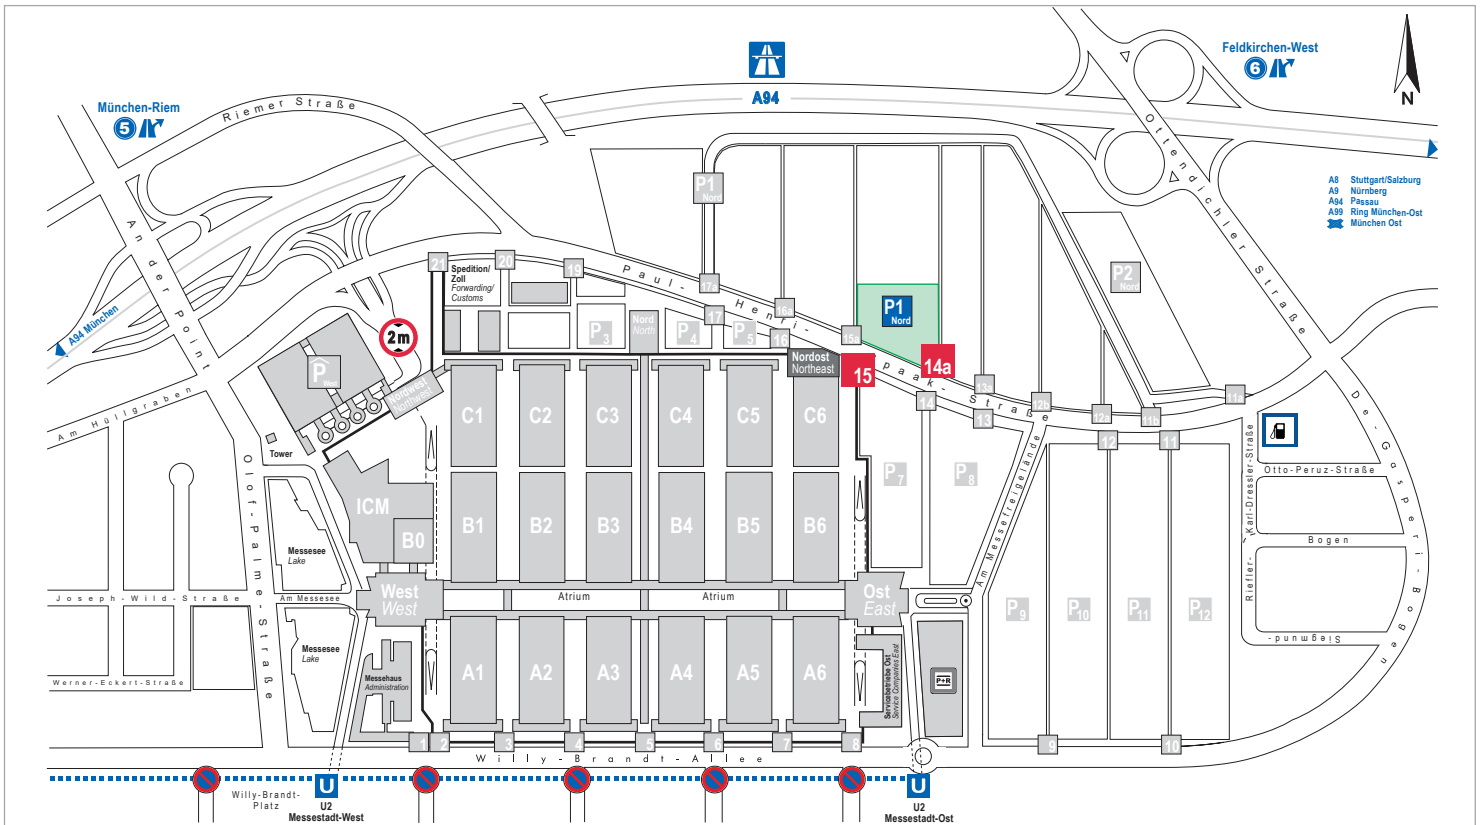 Feldkirchen-West
6
A94
N
München-Riem
5
Riemer Straße
Ottendichler Straße
A8 Stuttgart/Salzburg
A9 Nürnberg
A94 Passau
A99 Ring München-Ost
München Ost
P1
Nord
An der Point
21
20
19
Spedition/
Zoll
Forwarding/
Customs
Paul-Henri-Spaak-Straße
17a
P2
Nord
A94 München
2m
P1
Nord
16a
17
P3
Nord
North
P4
P5
16
15a
P
West
Nordost
Northeast
15
14a
Nordwest
Northwest
13a
14
13
12b
12a
11b
11a
Am Hüllgraben
Tower
C1
C2
C3
C4
C5
C6
12
11
Karl-Dressler-Straße
Otto-Peruz-Straße
De-Gasperi-Bogen
Olof-Palme-Straße
P7
P8
Am Messefreigelände
ICM
B0
B1
B2
B3
B4
B5
B6
Riefler-
Bogen
Messesee
Lake
Joseph-Wild-Straße
Am Messesee
West
West
Atrium
Atrium
Ost
East
P9
P10
P11
P12
Siegmund-
Messesee
Lake
Werner-Eckert-Straße
Messehaus
Administration
A1
A2
A3
A4
A5
A6
Servicebetriebe Ost
Service Companies East
P+R
1
2
3
4
5
6
7
8
9
10
Willy-Brandt-Allee
Willy-Brandt-
Platz
U
U2
Messestadt-West
U
U2
Messestadt-Ost